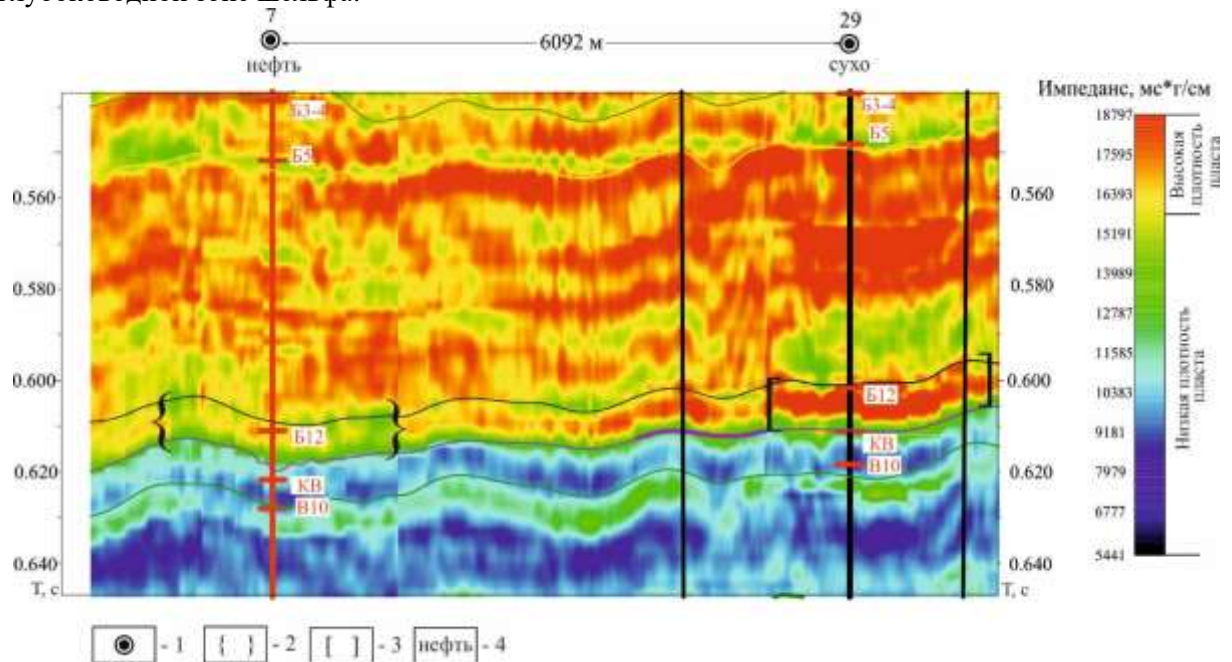 7
29
6092 м
нефть
сухо
Импеданс, мс*г/см
Б3-4
Б3-4
Б5
Б5
18797
17595
16393
15191
13989
12787
11585
10383
9181
7979
6777
5441
Высокая плотность пласта
Низкая плотность пласта
0.560
0.560
0.580
0.580
0.600
0.600
Б12
Б12
0.620
0.620
КВ
КВ
В10
В10
0.640
0.640
Т, с
Т, с
- 1
{ } - 2
[ ] - 3
нефть - 4